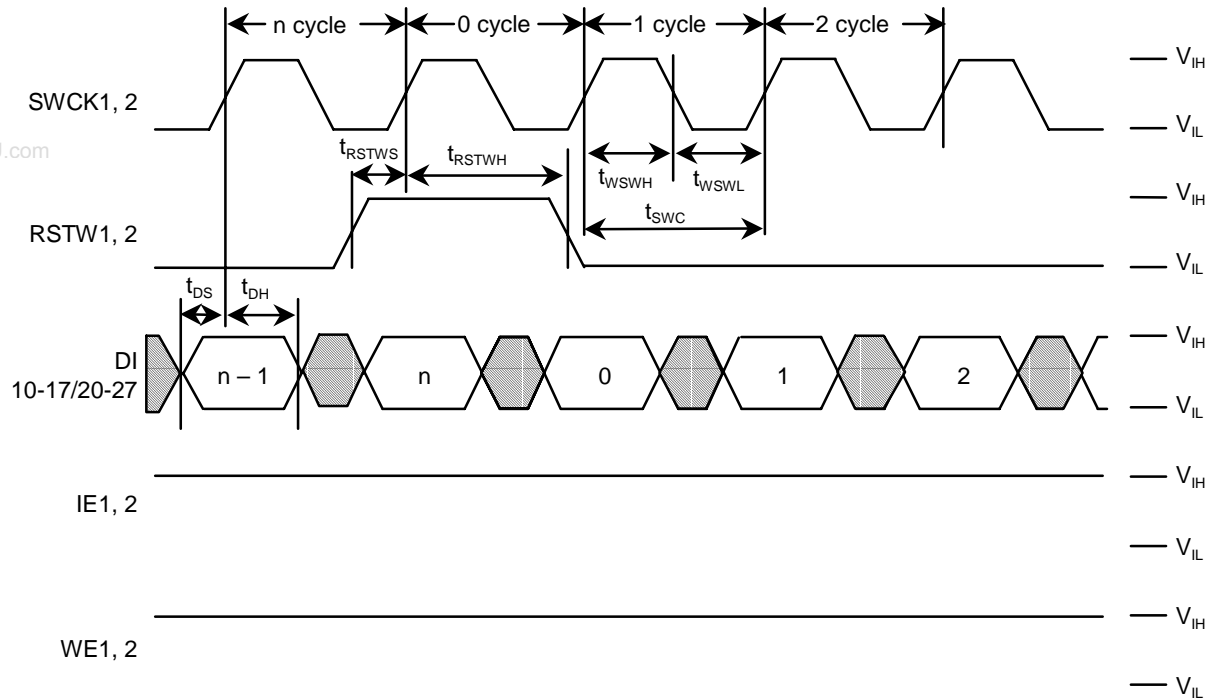 n cycle 0 cycle 1 cycle 2 cycle
VIH
SWCK1, 2
VIL
tRSTWS tRSTWH tWSWH tWSWL
VIH
tSWC
RSTW1, 2
VIL
tDS tDH
VIH
DI
10-17/20-27
n – 1 n 0 1 2
VIL
VIH
IE1, 2
VIL
VIH
WE1, 2
VIL